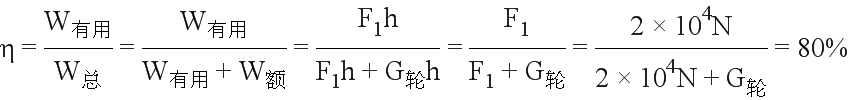 η = W有用/W总 = W有用/(W有用 + W额) = F₁h/(F₁h + G轮h) = F₁/(F₁ + G轮) = 2 × 10⁴N/(2 × 10⁴N + G轮) = 80%